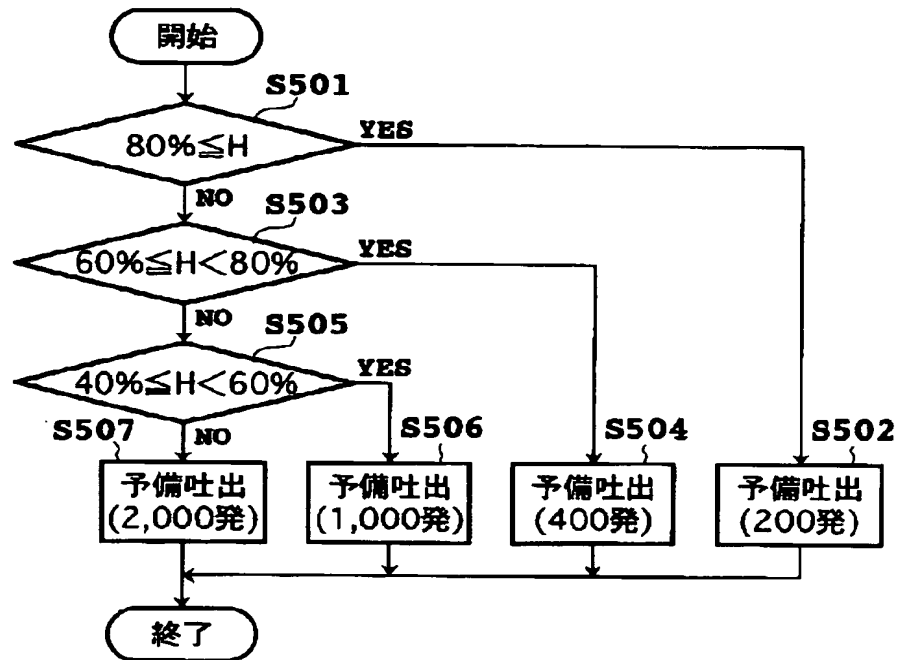 開始
S501
80%≦H
YES
NO
S503
60%≦H<80%
YES
NO
S505
40%≦H<60%
YES
NO
S507
S506
S504
S502
予備吐出
(2,000発)
予備吐出
(1,000発)
予備吐出
(400発)
予備吐出
(200発)
終了